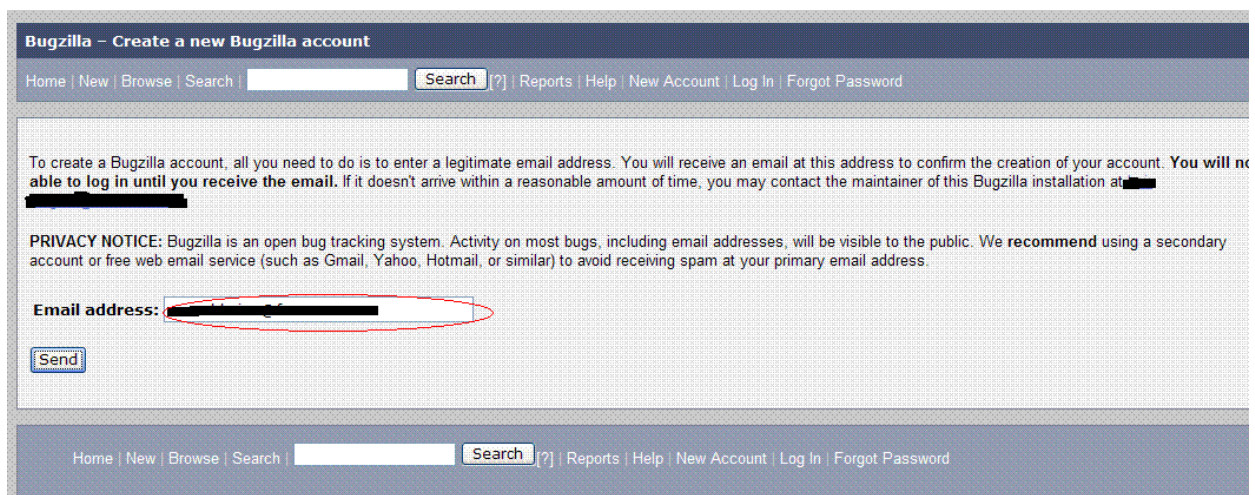 Bugzilla – Create a new Bugzilla account
Home | New | Browse | Search | Search [?] | Reports | Help | New Account | Log In | Forgot Password
To create a Bugzilla account, all you need to do is to enter a legitimate email address. You will receive an email at this address to confirm the creation of your account. You will no
able to log in until you receive the email. If it doesn't arrive within a reasonable amount of time, you may contact the maintainer of this Bugzilla installation at
PRIVACY NOTICE: Bugzilla is an open bug tracking system. Activity on most bugs, including email addresses, will be visible to the public. We recommend using a secondary
account or free web email service (such as Gmail, Yahoo, Hotmail, or similar) to avoid receiving spam at your primary email address.
Email address:
Send
Home | New | Browse | Search | Search [?] | Reports | Help | New Account | Log In | Forgot Password